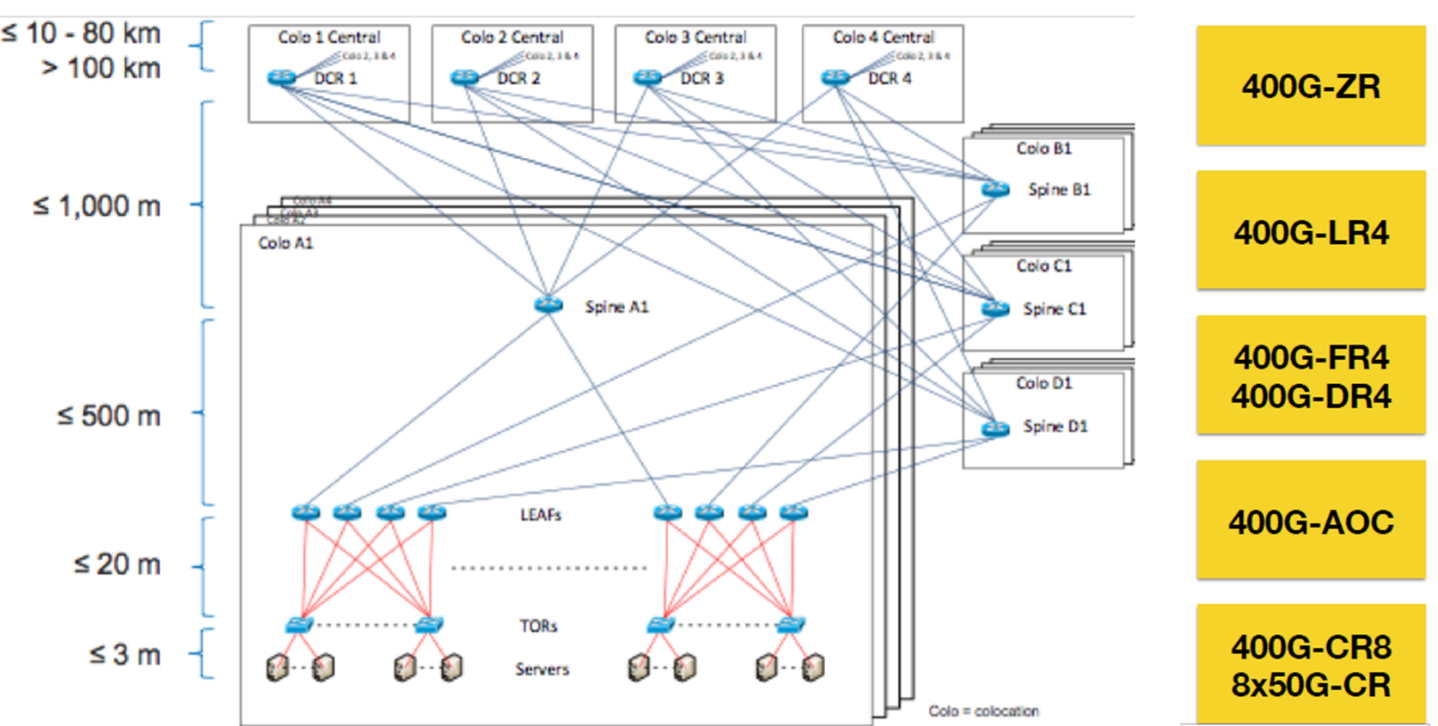 ≤ 10 - 80 km
> 100 km
≤ 1,000 m
≤ 500 m
≤ 20 m
≤ 3 m
Colo 1 Central
Colo 2, 3 & 4
DCR 1
Colo 2 Central
Colo 2, 3 & 4
DCR 2
Colo 3 Central
Colo 2, 3 & 4
DCR 3
Colo 4 Central
Colo 2, 3 & 4
DCR 4
Colo B1
Spine B1
Colo C1
Spine C1
Colo D1
Spine D1
Colo A4
Colo A3
Colo A2
Colo A1
Spine A1
LEAFs
TORs
Servers
Colo = colocation
400G-ZR
400G-LR4
400G-FR4
400G-DR4
400G-AOC
400G-CR8
8x50G-CR